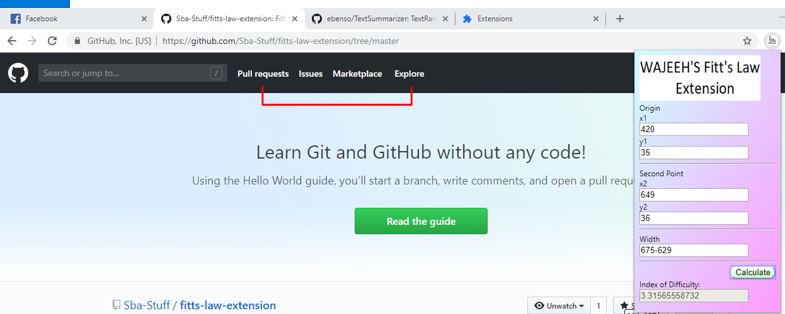 Facebook
Sba-Stuff/fitts-law-extension: Fitt
ebenso/TextSummarizer: TextRan
Extensions
GitHub, Inc. [US] | https://github.com/Sba-Stuff/fitts-law-extension/tree/master
Search or jump to...
/
Pull requests Issues Marketplace Explore
WAJEEH'S Fitt's Law
Extension
Origin
x1
420
y1
35
Second Point
x2
649
y2
36
Width
675-629
Calculate
Index of Difficulty:
3.31565558732
Learn Git and GitHub without any code!
Using the Hello World guide, you'll start a branch, write comments, and open a pull requ
Read the guide
Sba-Stuff / fitts-law-extension
Unwatch 1
S